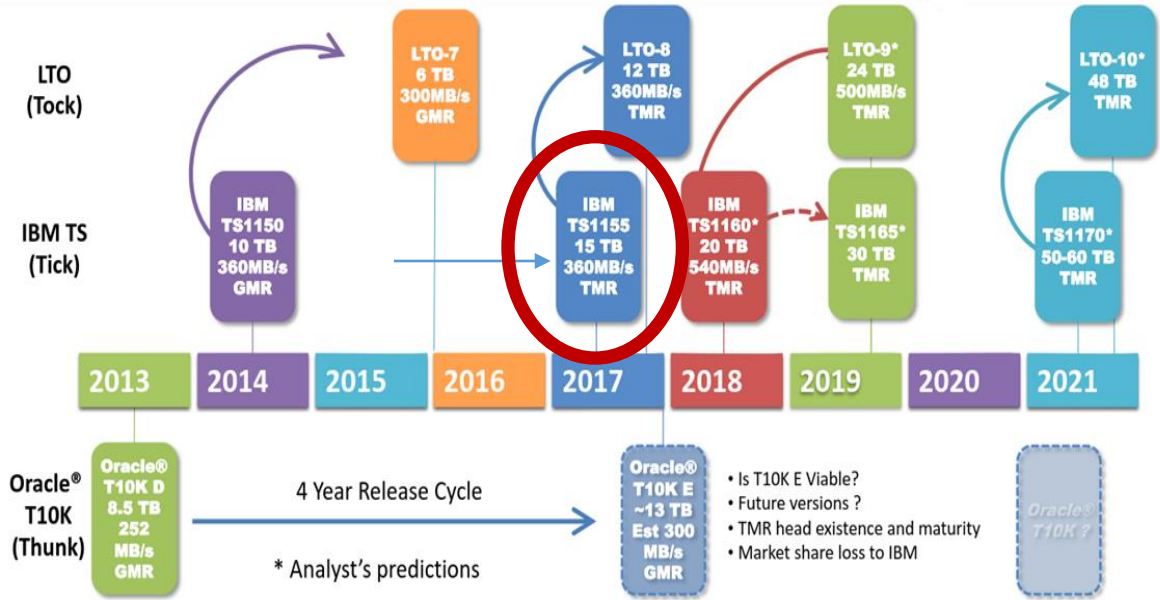 LTO
(Tock)
LTO-7
6 TB
300MB/s
GMR
LTO-8
12 TB
360MB/s
TMR
LTO-9*
24 TB
500MB/s
TMR
LTO-10*
48 TB
TMR
IBM TS
(Tick)
IBM
TS1150
10 TB
360MB/s
GMR
IBM
TS1155
15 TB
360MB/s
TMR
IBM
TS1160*
20 TB
540MB/s
TMR
IBM
TS1165*
30 TB
TMR
IBM
TS1170*
50-60 TB
TMR
2013
2014
2015
2016
2017
2018
2019
2020
2021
Oracle®
T10K
(Thunk)
Oracle®
T10K D
8.5 TB
252
MB/s
GMR
4 Year Release Cycle
* Analyst's predictions
Oracle®
T10K E
~13 TB
Est 300
MB/s
GMR
• Is T10K E Viable?
• Future versions ?
• TMR head existence and maturity
• Market share loss to IBM
Oracle®
T10K ?